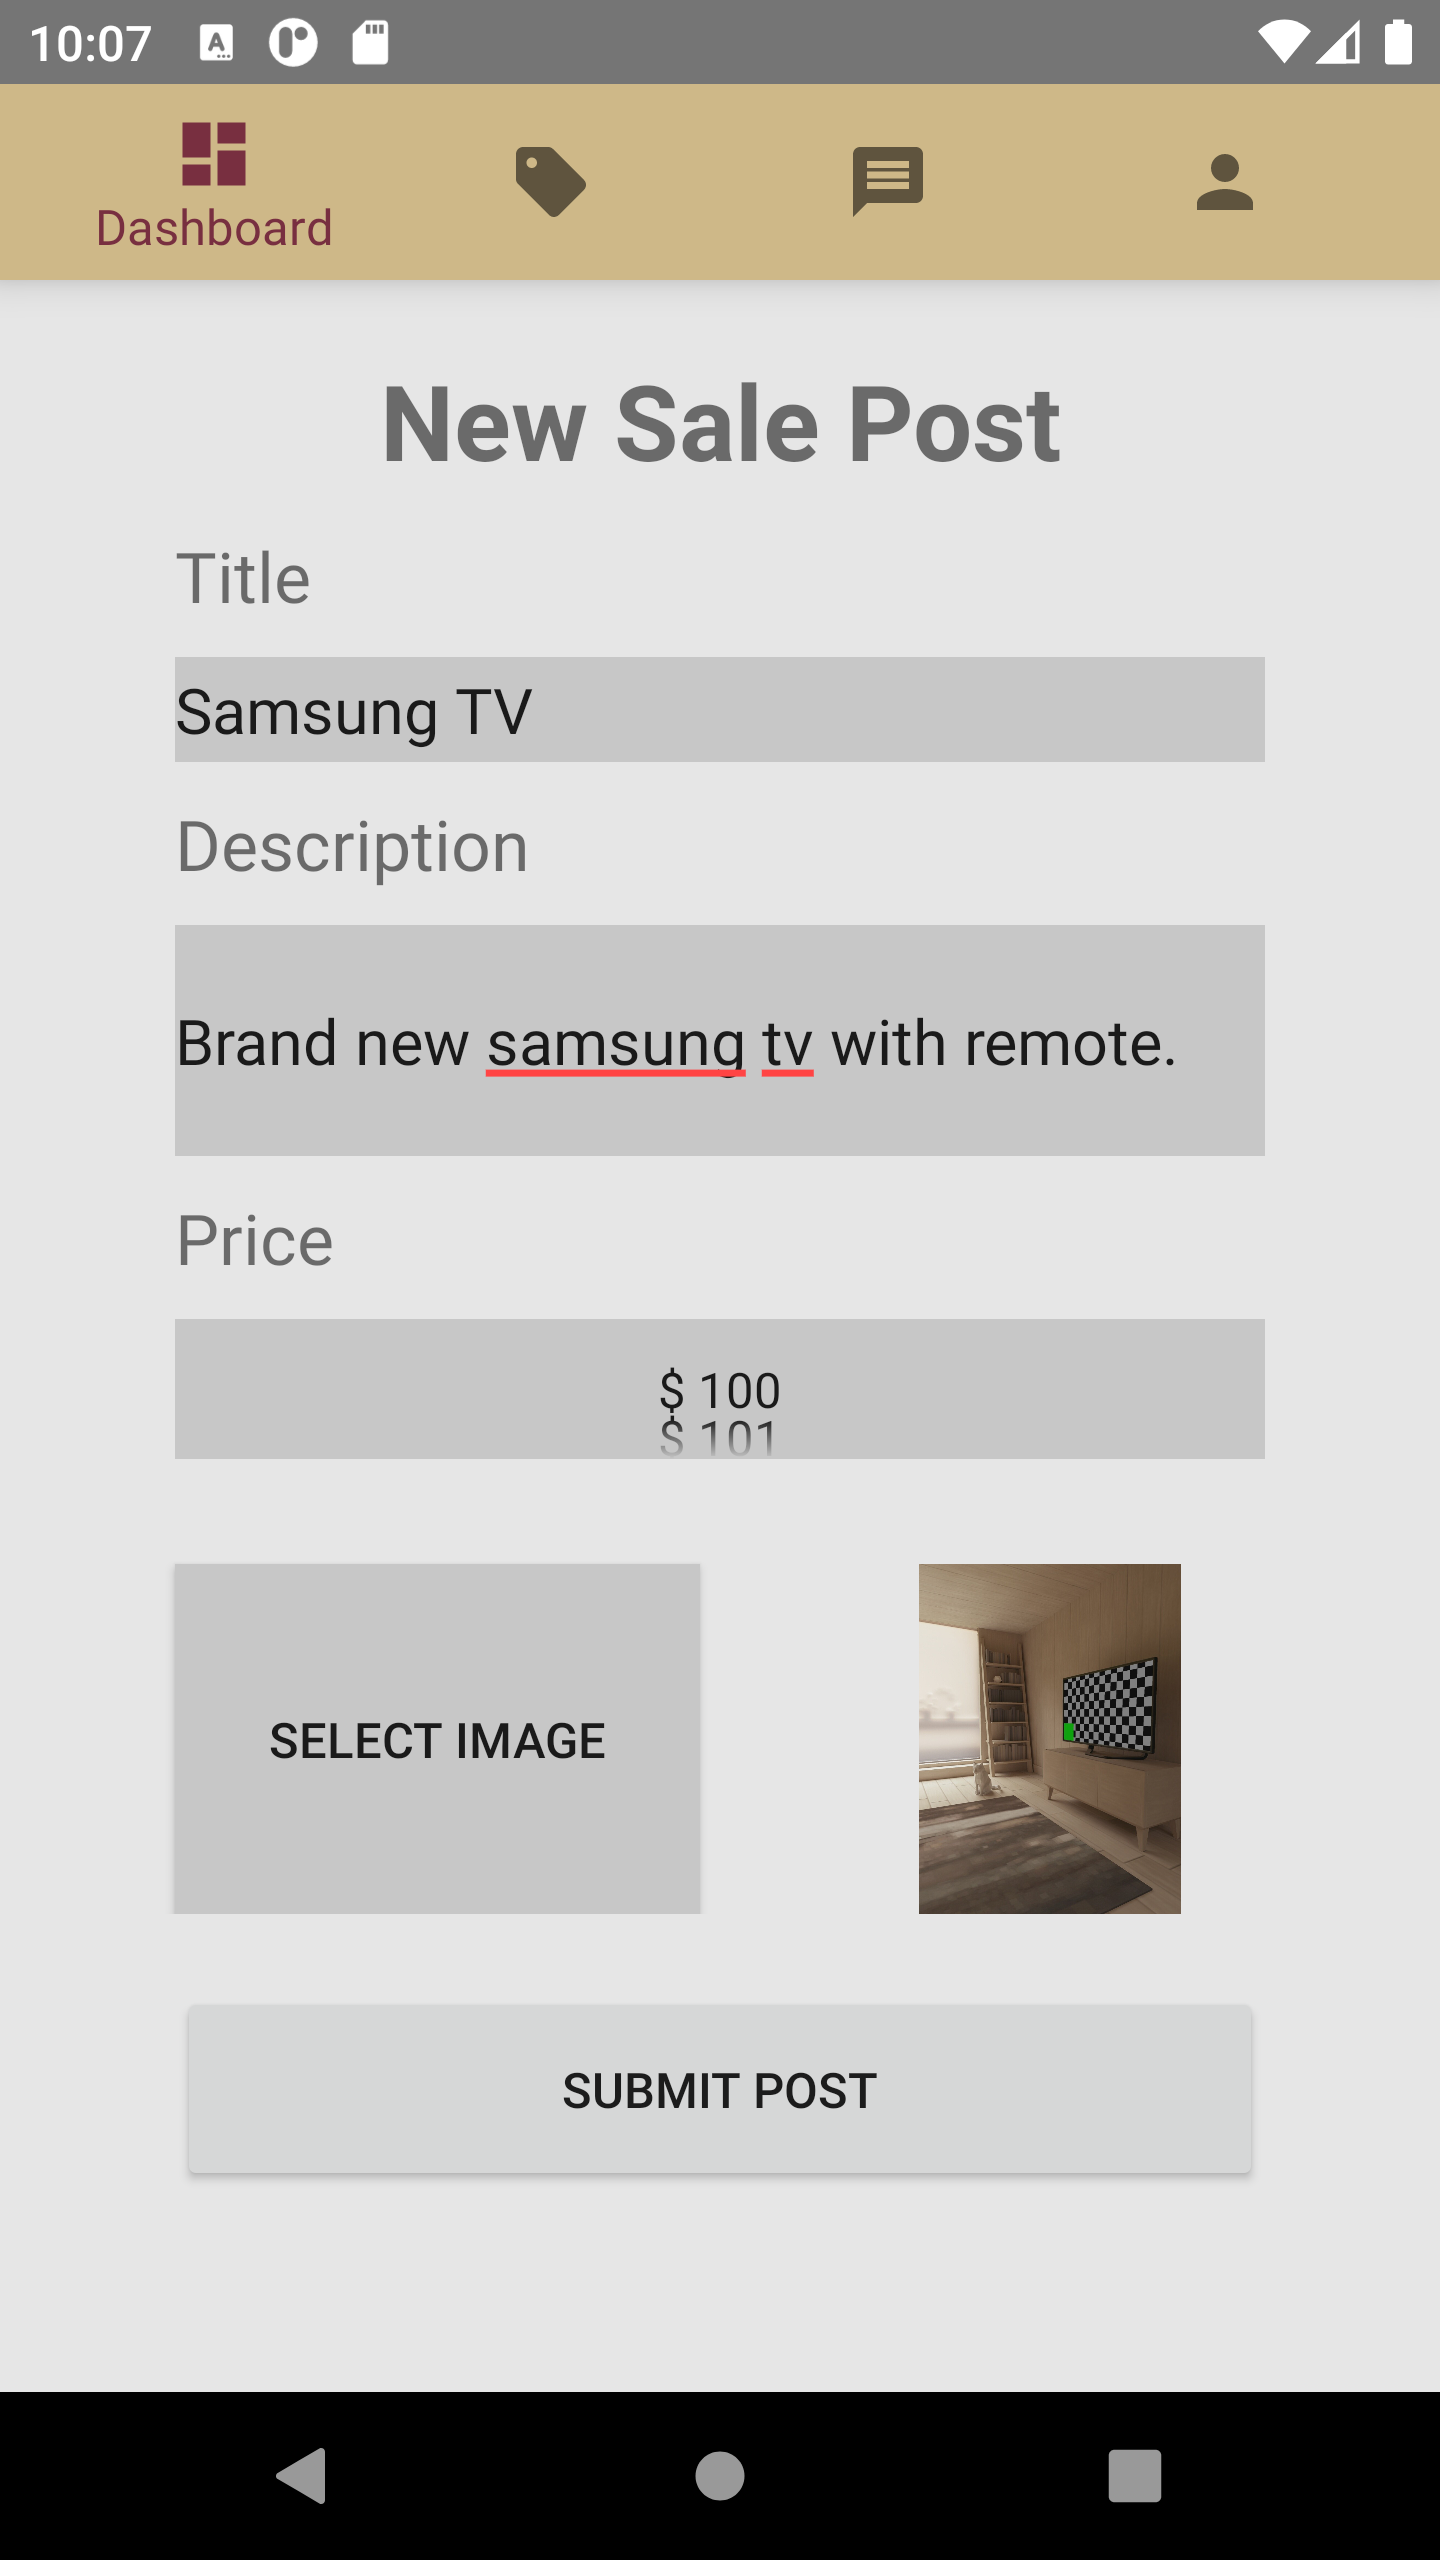 10:07
Dashboard
New Sale Post
Title
Samsung TV
Description
Brand new samsung tv with remote.
Price
$ 100
$ 101
SELECT IMAGE
SUBMIT POST